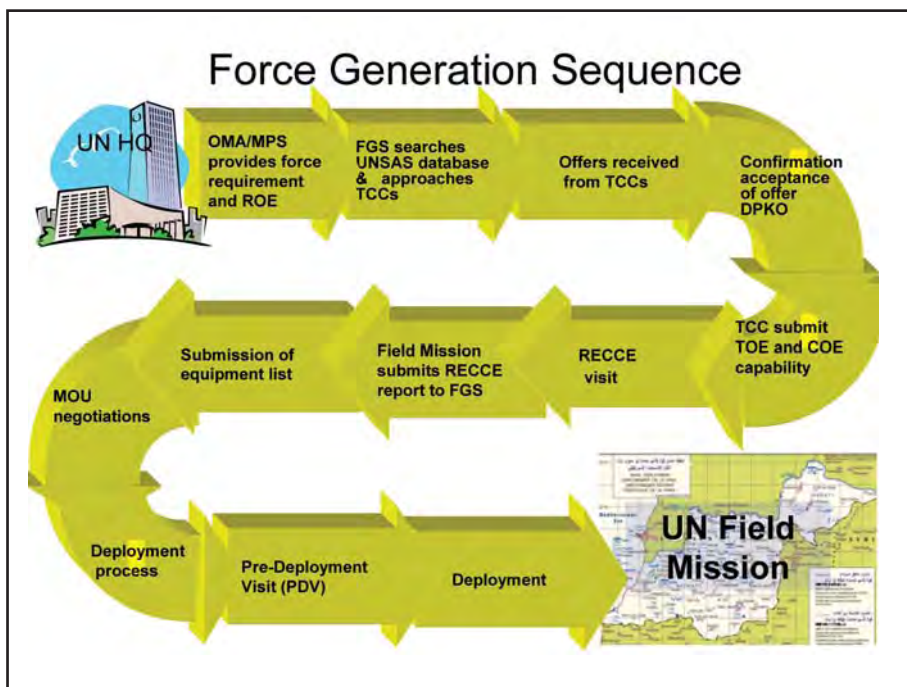 Force Generation Sequence
UN HQ
OMA/MPS
provides force
requirement
and ROE
FGS searches
UNSAS database
& approaches
TCCs
Offers received
from TCCs
Confirmation
acceptance
of offer
DPKO
TCC submit
TOE and COE
capability
RECCE
visit
Field Mission
submits RECCE
report to FGS
Submission of
equipment list
MOU
negotiations
Deployment
process
Pre-Deployment
Visit (PDV)
Deployment
UN Field
Mission